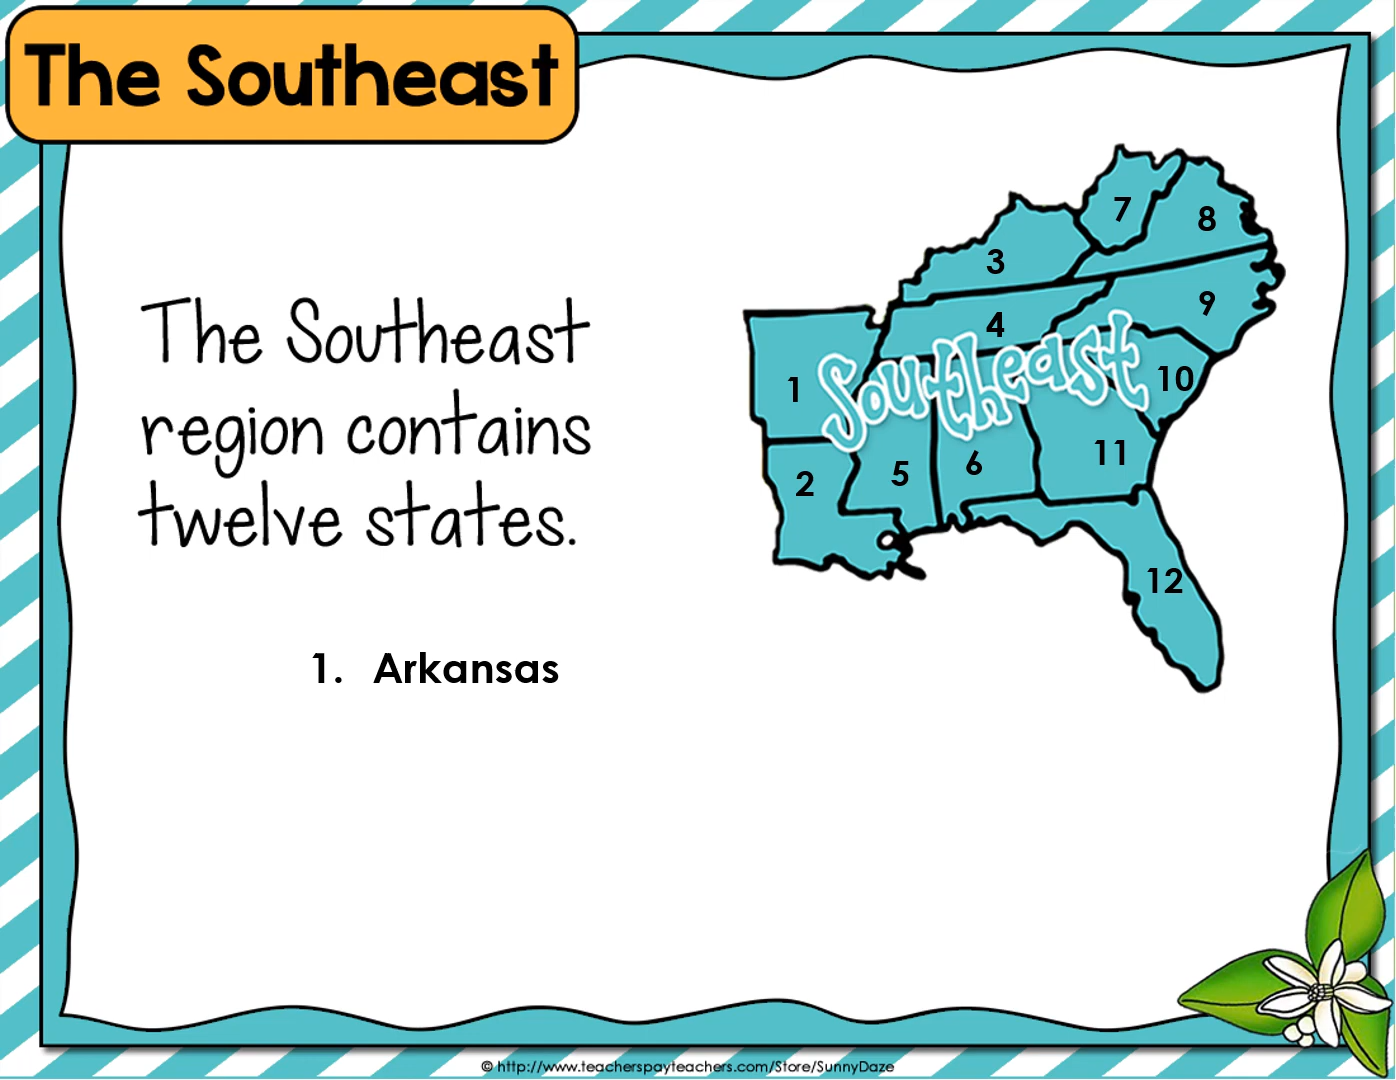 The Southeast
The Southeast
region contains
twelve states.
1. Arkansas
7
8
3
9
4
Southeast
1
10
11
2
5
6
12
© http://www.teacherspayteachers.com/Store/SunnyDaze